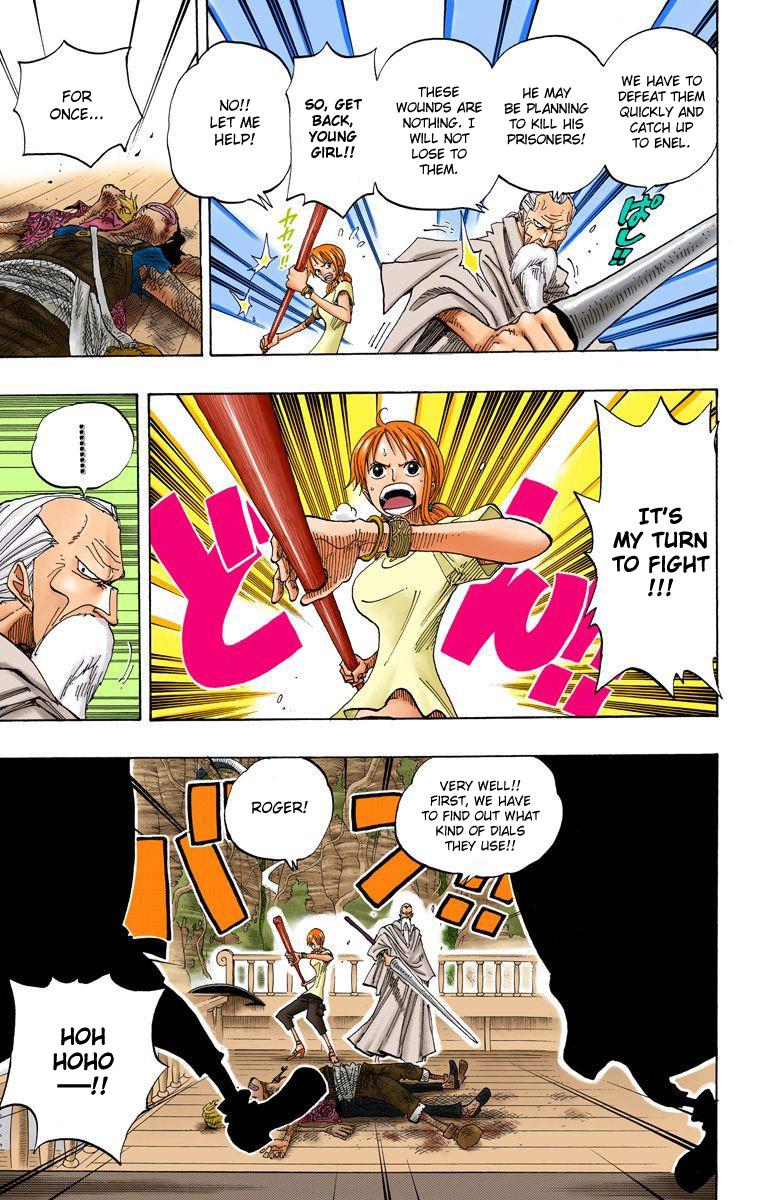 WE HAVE TO
DEFEAT THEM
QUICKLY AND
CATCH UP
TO ENEL.
HE MAY
BE PLANNING
TO KILL HIS
PRISONERS!
THESE
WOUNDS ARE
NOTHING. I
WILL NOT
LOSE TO
THEM.
SO, GET
BACK,
YOUNG
GIRL!!
NO!!
LET ME
HELP!
ぱし!!
カカッ!!
FOR
ONCE...
IT'S
MY TURN
TO FIGHT
!!!
どん!!
..........
VERY WELL!!
FIRST, WE HAVE
TO FIND OUT WHAT
KIND OF DIALS
THEY USE!!
ROGER!
バン!!
HOH
HOHO
—!!